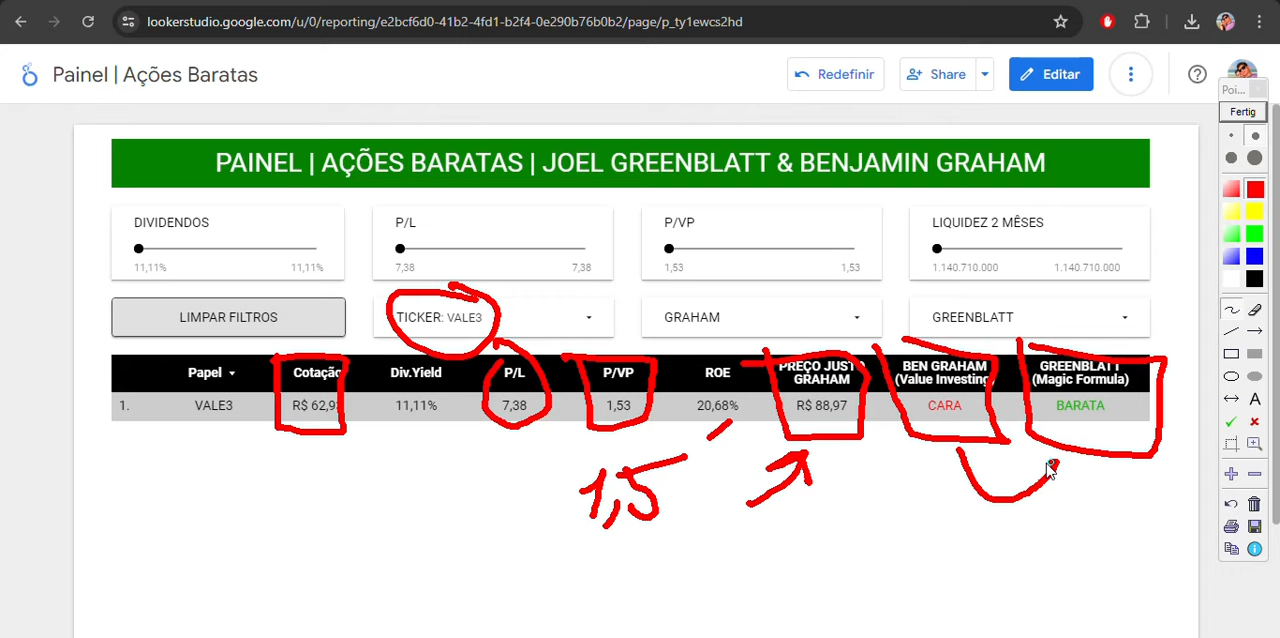 lookerstudio.google.com/u/0/reporting/e2bcf6d0-41b2-4fd1-b2f4-0e290b76b0b2/page/p_ty1ewcs2hd
Painel | Ações Baratas
Redefinir
Share
Editar
Poi...
Fertig
PAINEL | AÇÕES BARATAS | JOEL GREENBLATT & BENJAMIN GRAHAM
DIVIDENDOS
11,11% 11,11%
P/L
7,38 7,38
P/VP
1,53 1,53
LIQUIDEZ 2 MÊSES
1.140.710.000 1.140.710.000
LIMPAR FILTROS
TICKER: VALE3
GRAHAM
GREENBLATT
Papel Cotação Div.Yield P/L P/VP ROE PREÇO JUSTO GRAHAM BEN GRAHAM (Value Investing) GREENBLATT (Magic Formula)
1. VALE3 R$ 11,11% 7,38 1,53 20,68% R$ 88,97 CARA BARATA
1,5